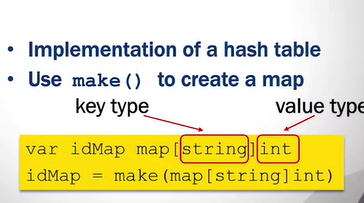 • Implementation of a hash table
• Use make() to create a map
key type value type
var idMap map[string]int
idMap = make(map[string]int)